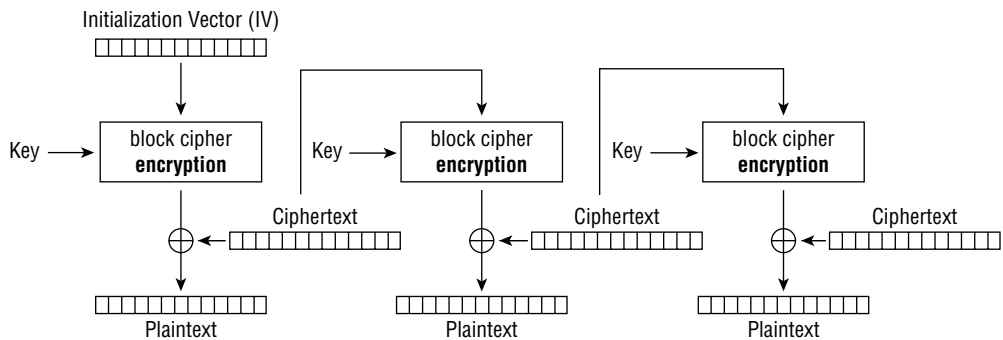 Initialization Vector (IV)
Key
block cipher
encryption
Key
block cipher
encryption
Key
block cipher
encryption
Ciphertext
Ciphertext
Ciphertext
Plaintext
Plaintext
Plaintext